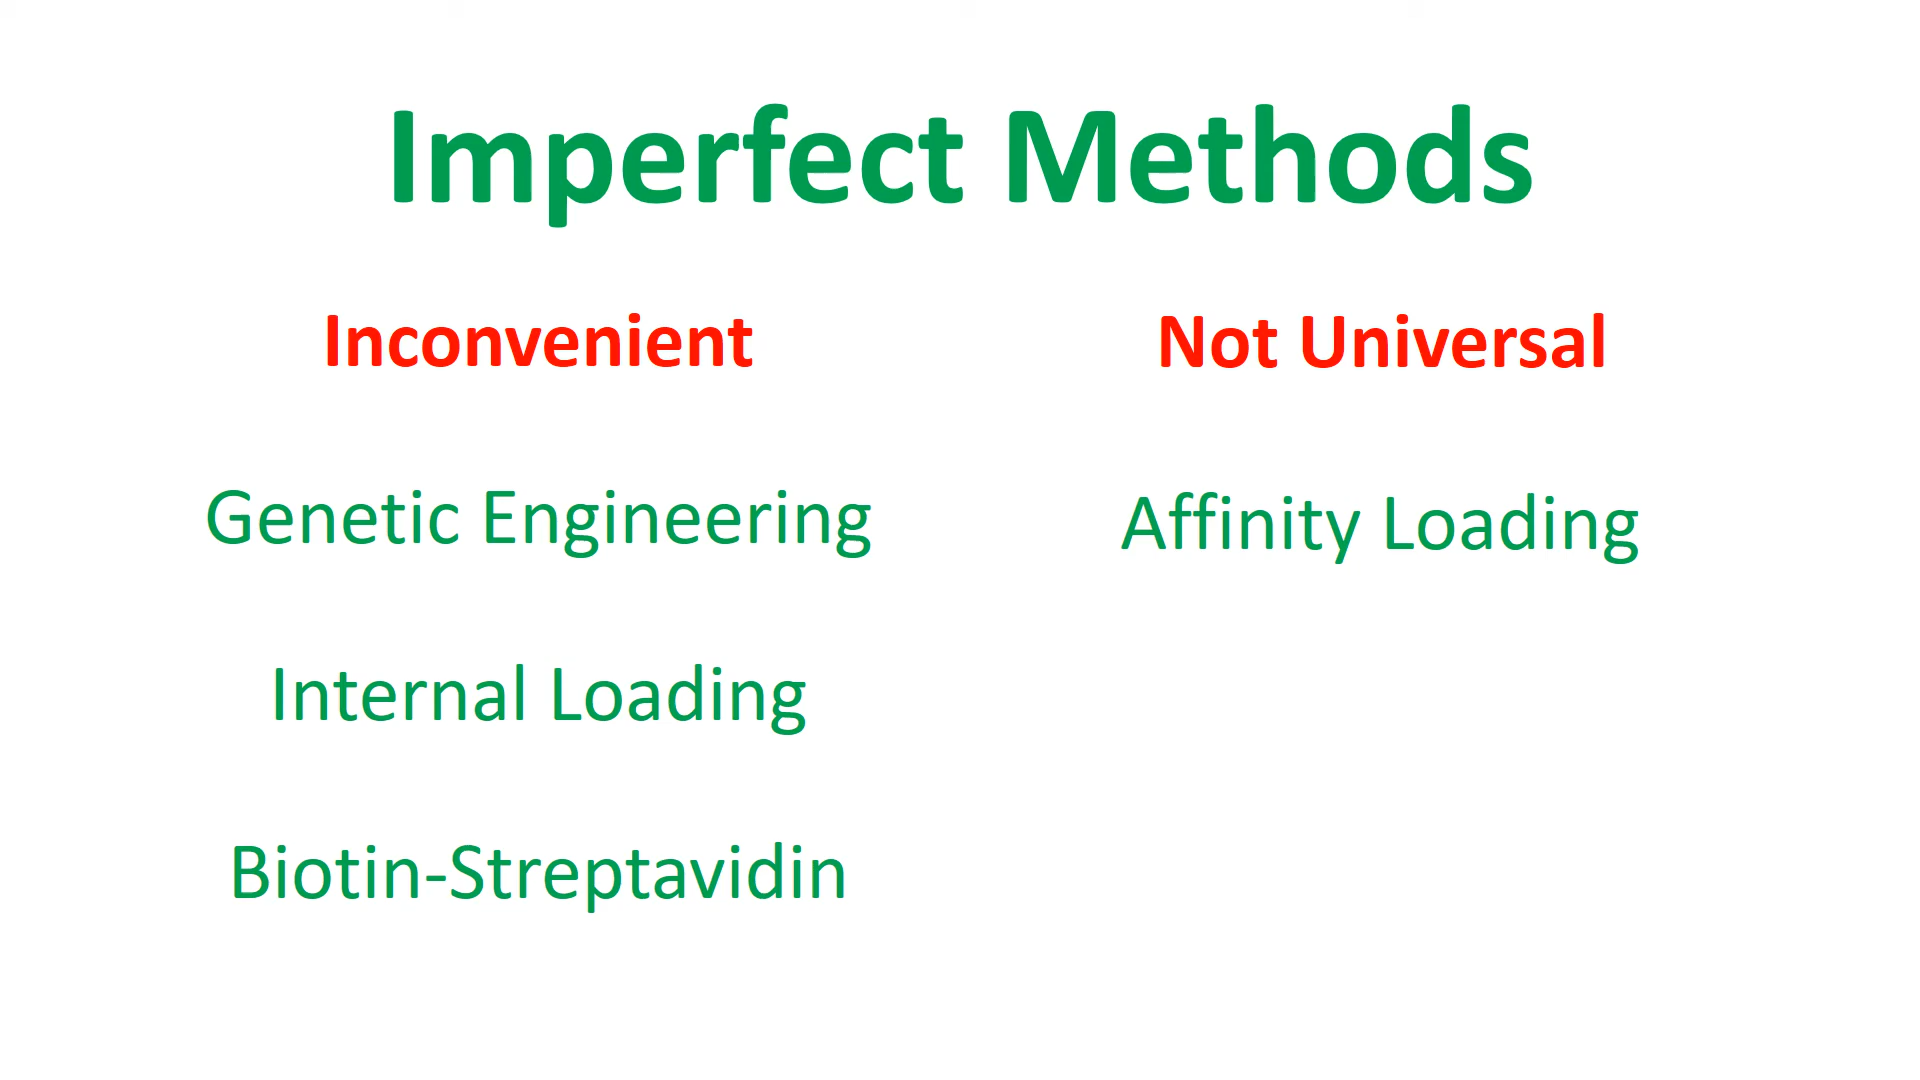 Imperfect Methods
Inconvenient
Genetic Engineering
Internal Loading
Biotin-Streptavidin
Not Universal
Affinity Loading